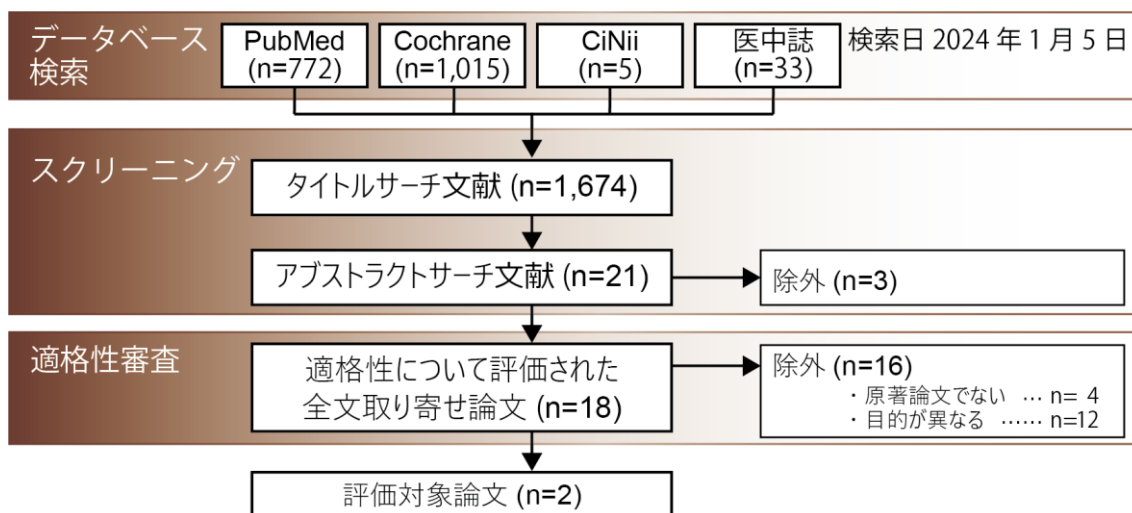 データベース
検索
PubMed
(n=772)
Cochrane
(n=1,015)
CiNii
(n=5)
医中誌
(n=33)
検索日 2024 年 1 月 5 日
スクリーニング
タイトルサーチ文献 (n=1,674)
アブストラクトサーチ文献 (n=21)
除外 (n=3)
適格性審査
適格性について評価された
全文取り寄せ論文 (n=18)
除外 (n=16)
・原著論文でない … n= 4
・目的が異なる …… n=12
評価対象論文 (n=2)